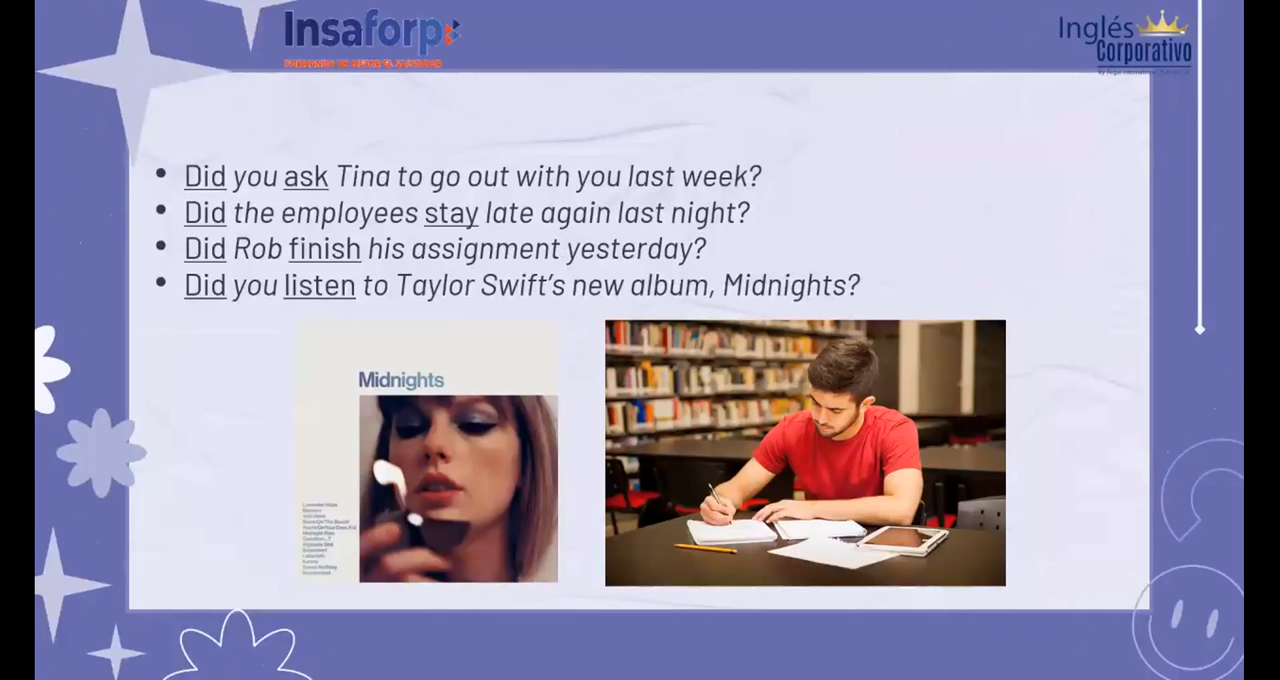 Insaforp
Inglés
Corporativo
• Did you ask Tina to go out with you last week?
• Did the employees stay late again last night?
• Did Rob finish his assignment yesterday?
• Did you listen to Taylor Swift's new album, Midnights?
Midnights